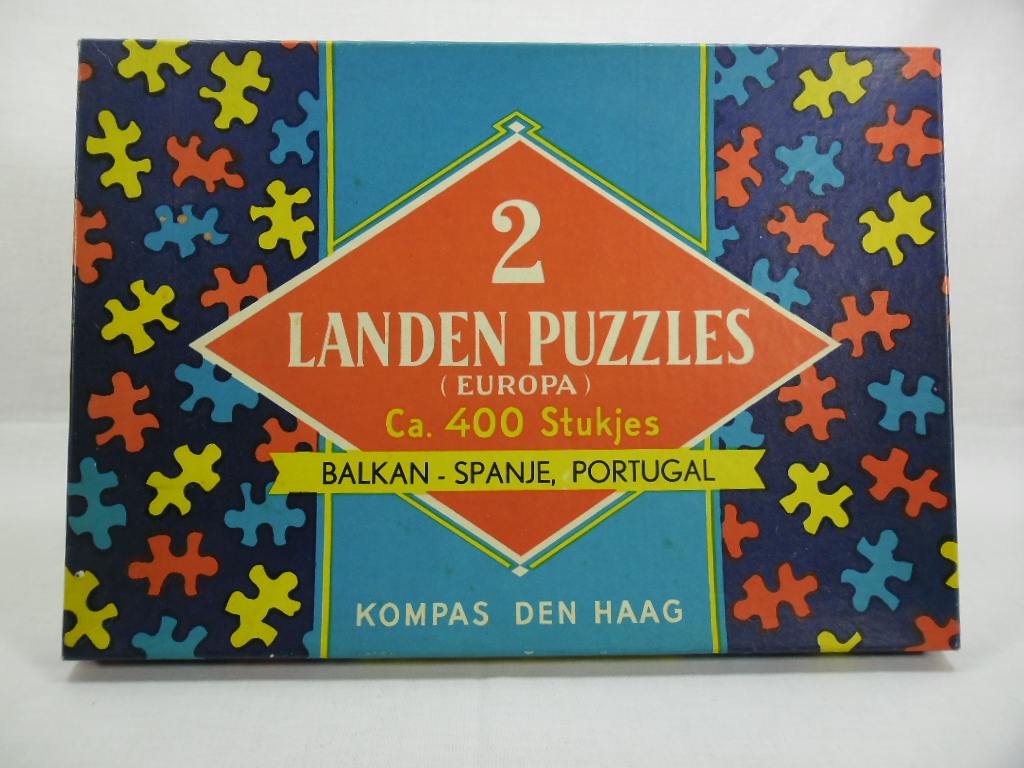 2
LANDEN PUZZLES
(EUROPA)
Ca. 400 Stukjes
BALKAN - SPANJE, PORTUGAL
KOMPAS DEN HAAG